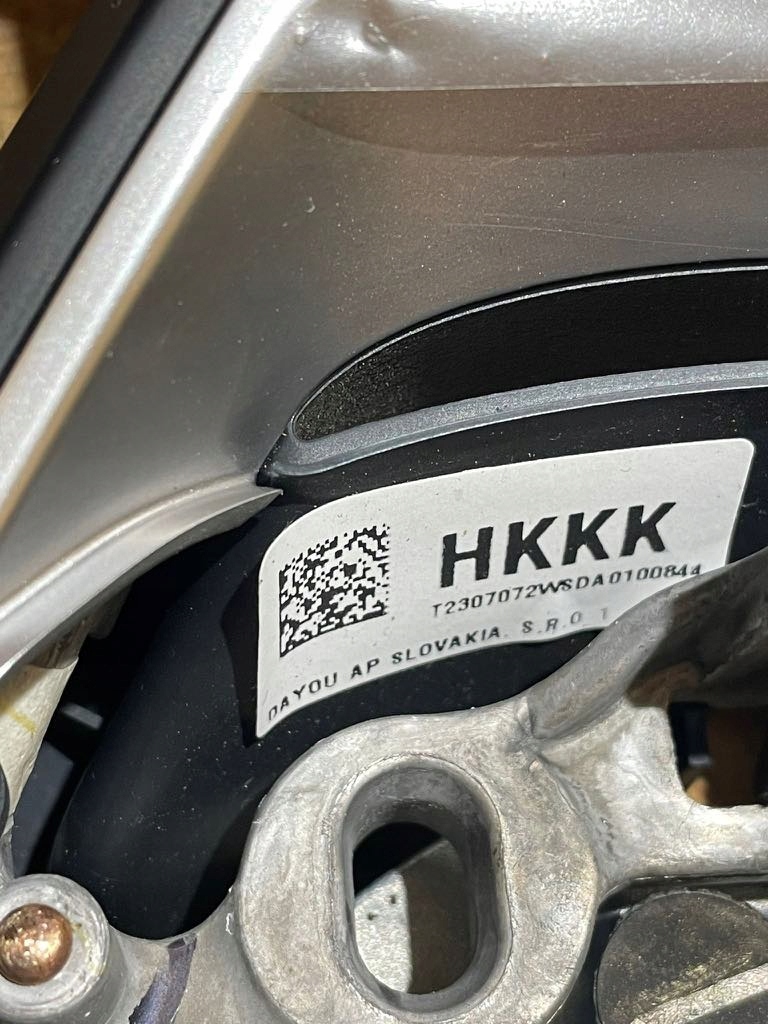 HKKK
T2307072WSDA0100844
DAYOU AP SLOVAKIA. S.R.O